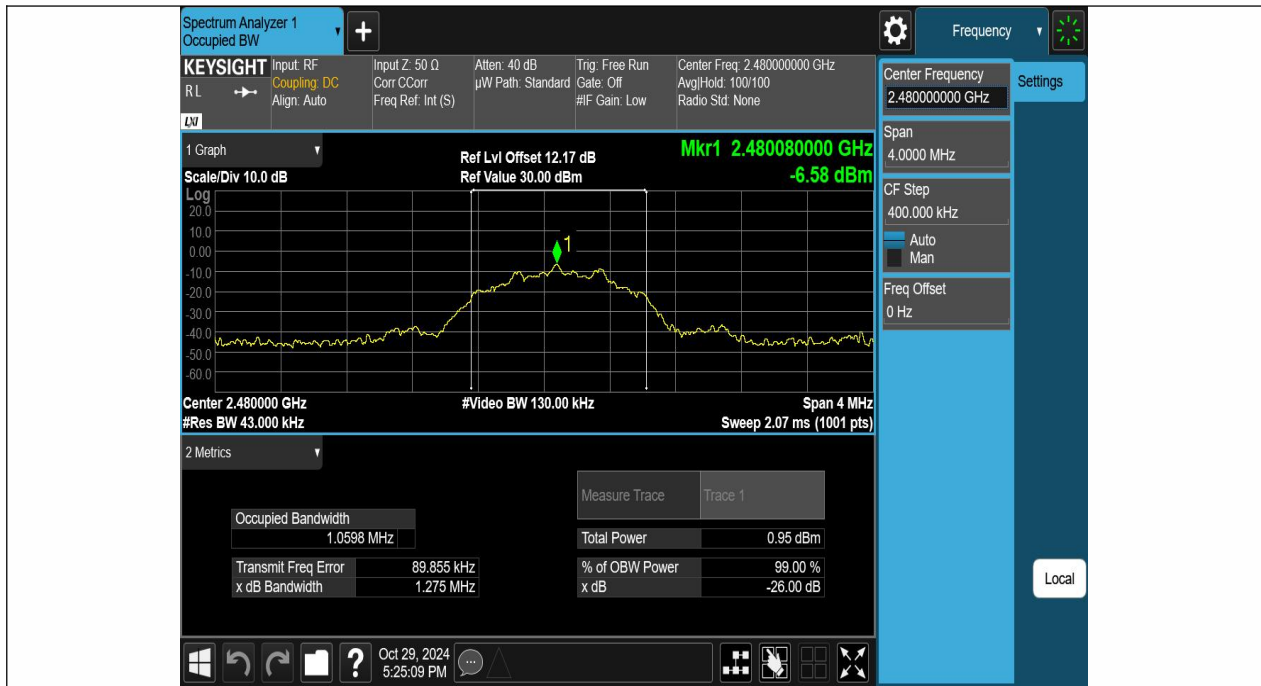 Spectrum Analyzer 1
Occupied BW
+
Frequency
KEYSIGHT
RL
LXI
Input: RF
Coupling: DC
Align: Auto
Input Z: 50 Ω
Corr CCorr
Freq Ref: Int (S)
Atten: 40 dB
µW Path: Standard
Trig: Free Run
Gate: Off
#IF Gain: Low
Center Freq: 2.480000000 GHz
Avg|Hold: 100/100
Radio Std: None
Center Frequency
2.480000000 GHz
Settings
Span
4.0000 MHz
CF Step
400.000 kHz
Auto
Man
Freq Offset
0 Hz
Local
1 Graph
Scale/Div 10.0 dB
Ref Lvl Offset 12.17 dB
Ref Value 30.00 dBm
Mkr1 2.480080000 GHz
-6.58 dBm
Log
20.0
10.0
0.00
-10.0
-20.0
-30.0
-40.0
-50.0
-60.0
1
Center 2.480000 GHz
#Video BW 130.00 kHz
Span 4 MHz
#Res BW 43.000 kHz
Sweep 2.07 ms (1001 pts)
2 Metrics
Measure Trace Trace 1
Occupied Bandwidth
1.0598 MHz
Total Power 0.95 dBm
Transmit Freq Error 89.855 kHz
% of OBW Power 99.00 %
x dB Bandwidth 1.275 MHz
x dB -26.00 dB
?
Oct 29, 2024
5:25:09 PM